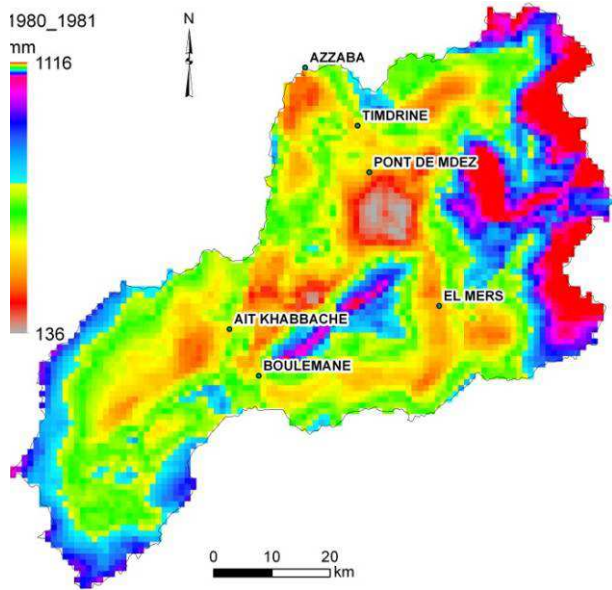 1980_1981
mm
1116
136
N
AZZABA
TIMDRINE
PONT DE MDEZ
EL MERS
AIT KHABBACHE
BOULEMANE
0 10 20
km